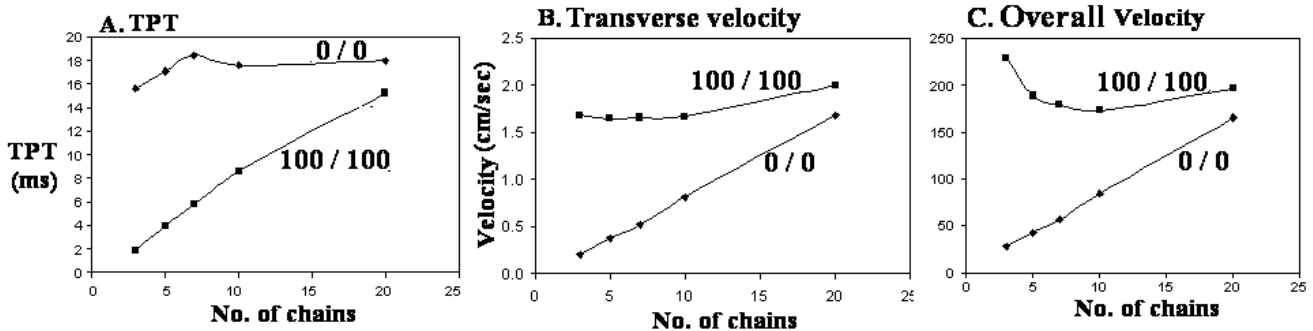 A. TPT
TPT
(ms)
20
18
16
14
12
10
8
6
4
2
0
0 / 0
100 / 100
0 5 10 15 20 25
No. of chains
B. Transverse velocity
Velocity (cm/sec)
2.5
2.0
1.5
1.0
0.5
0.0
100 / 100
0 / 0
0 5 10 15 20 25
No. of chains
C. Overall Velocity
250
200
150
100
50
0
100 / 100
0 / 0
0 5 10 15 20 25
No. of chains